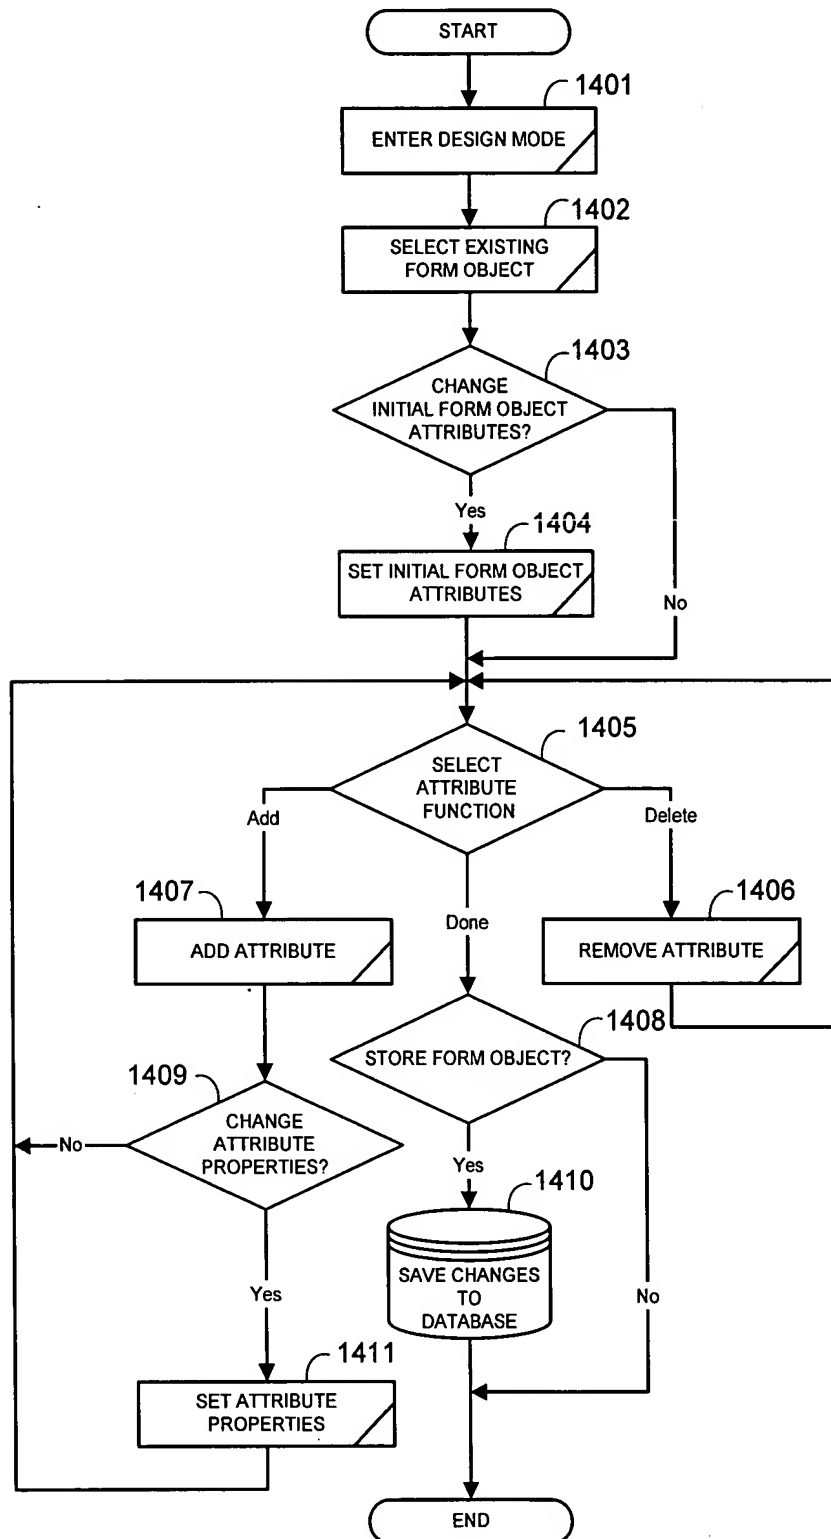 START
1401
ENTER DESIGN MODE
1402
SELECT EXISTING
FORM OBJECT
1403
CHANGE
INITIAL FORM OBJECT
ATTRIBUTES?
Yes
1404
SET INITIAL FORM OBJECT
ATTRIBUTES
No
1405
SELECT
ATTRIBUTE
FUNCTION
Add
Delete
1407
1406
Done
ADD ATTRIBUTE
REMOVE ATTRIBUTE
1408
STORE FORM OBJECT?
1409
CHANGE
ATTRIBUTE
PROPERTIES?
No
Yes
1410
SAVE CHANGES
TO
DATABASE
Yes
No
1411
SET ATTRIBUTE
PROPERTIES
END